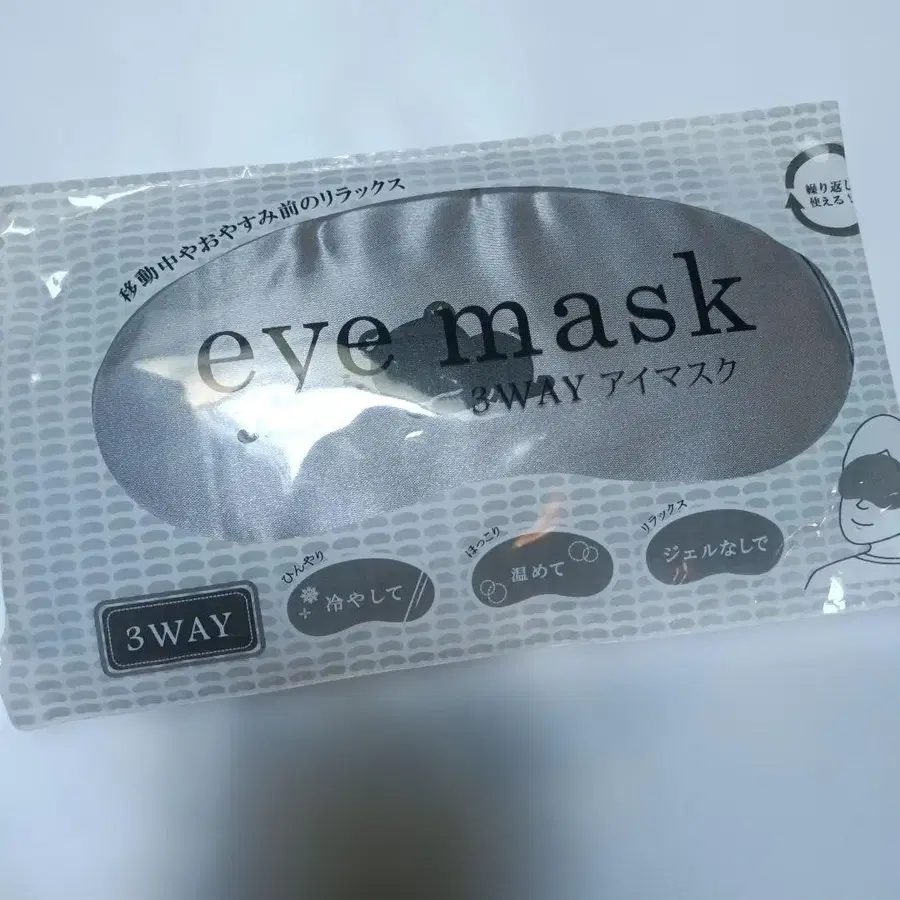 移動中やおやすみ前のリラックス
繰り返し
使える!
eye mask
3WAY アイマスク
ひんやり
冷やして
ほっこり
温めて
リラックス
ジェルなしで
3WAY